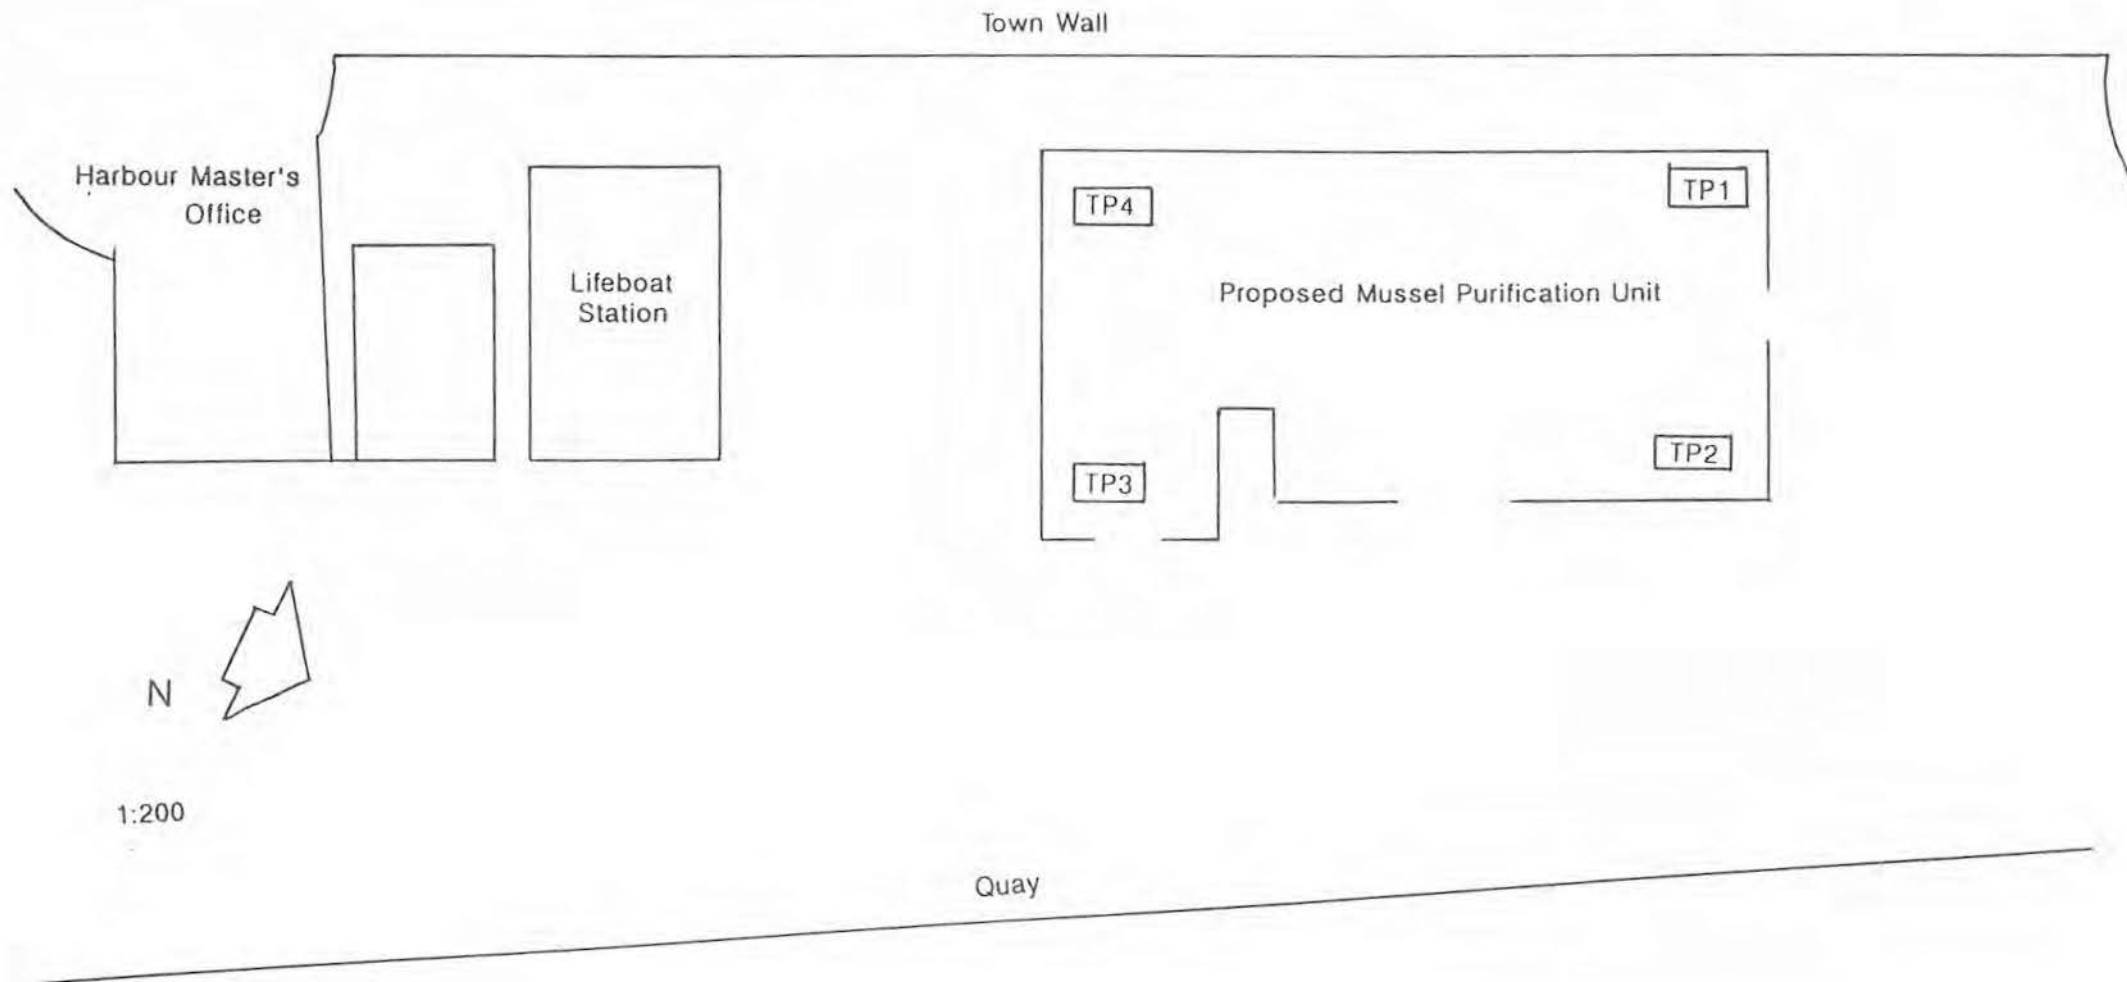 Town Wall
Harbour Master's
Office
TP4
TP1
Lifeboat
Station
Proposed Mussel Purification Unit
TP2
TP3
N
1:200
Quay